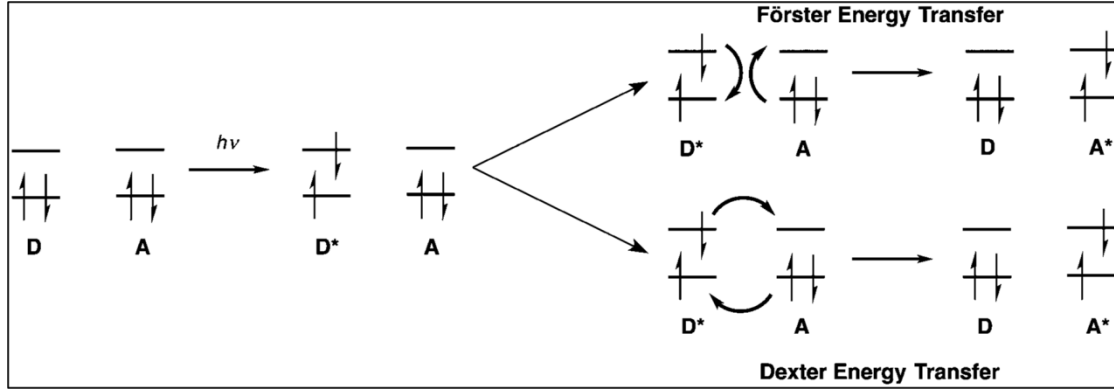 Förster Energy Transfer
D* A D A*
hν
D A D* A
D* A D A*
Dexter Energy Transfer